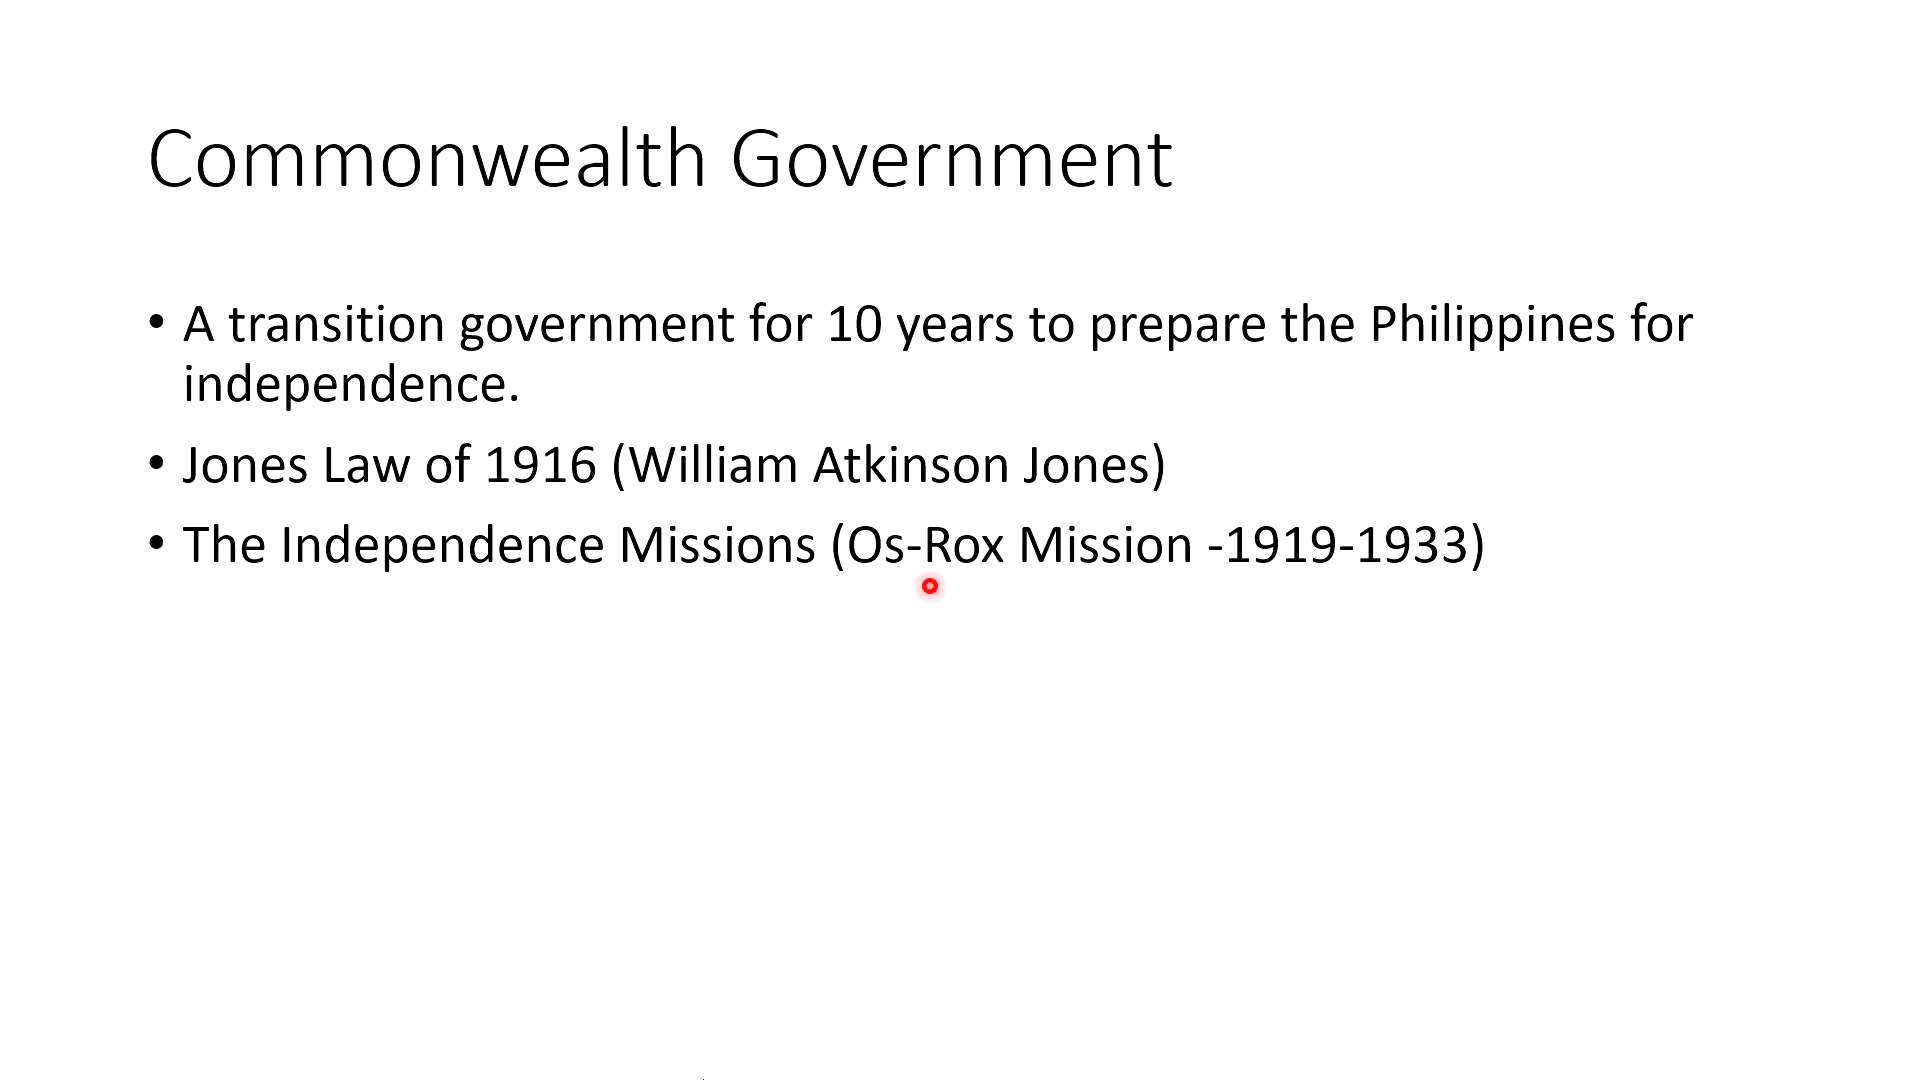 Commonwealth Government
• A transition government for 10 years to prepare the Philippines for
independence.
• Jones Law of 1916 (William Atkinson Jones)
• The Independence Missions (Os-Rox Mission -1919-1933)